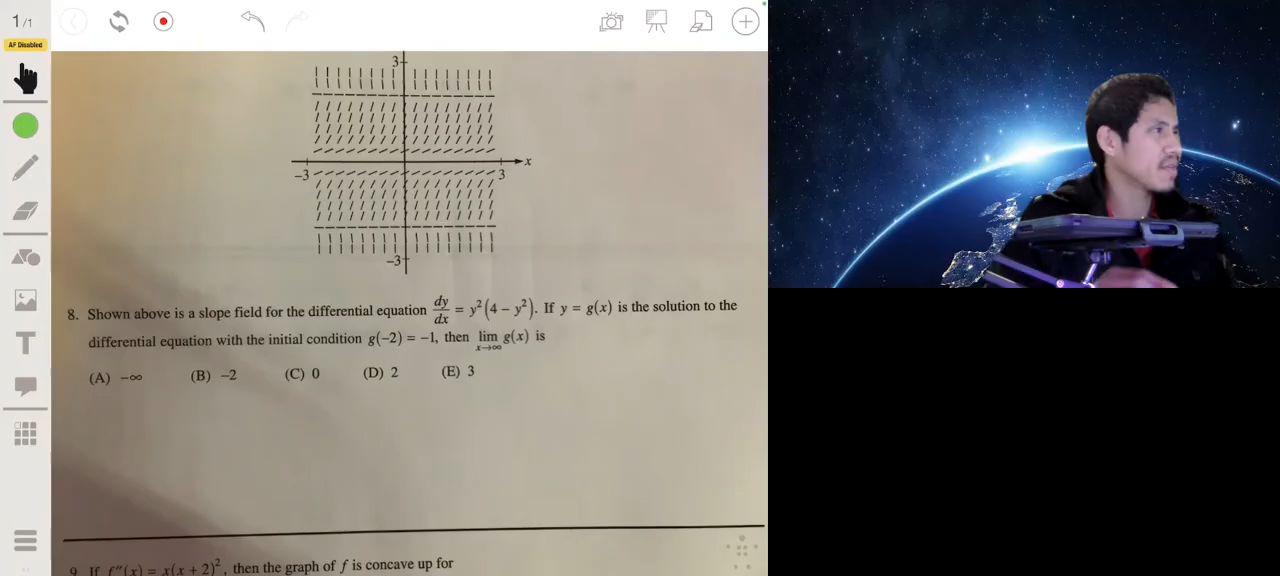 1/1
AF Disabled
3
x
-3
3
-3
8. Shown above is a slope field for the differential equation dy/dx = y²(4 − y²). If y = g(x) is the solution to the
differential equation with the initial condition g(−2) = −1, then lim x→∞ g(x) is
(A) −∞ (B) −2 (C) 0 (D) 2 (E) 3
9. If f″(x) = x(x + 2)², then the graph of f is concave up for
T